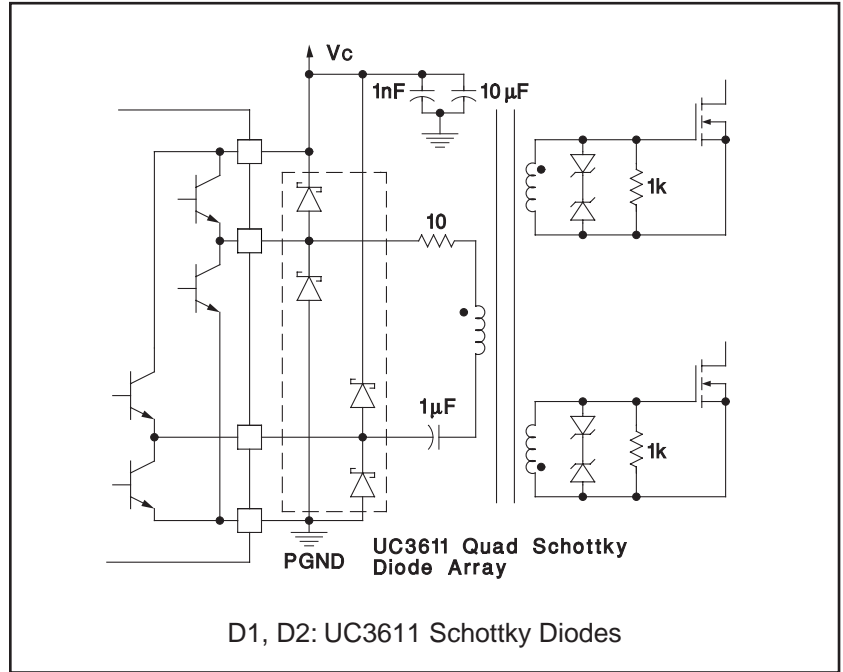 Vc
1nF
10 μF
1k
10
1μF
1k
PGND
UC3611 Quad Schottky
Diode Array
D1, D2: UC3611 Schottky Diodes